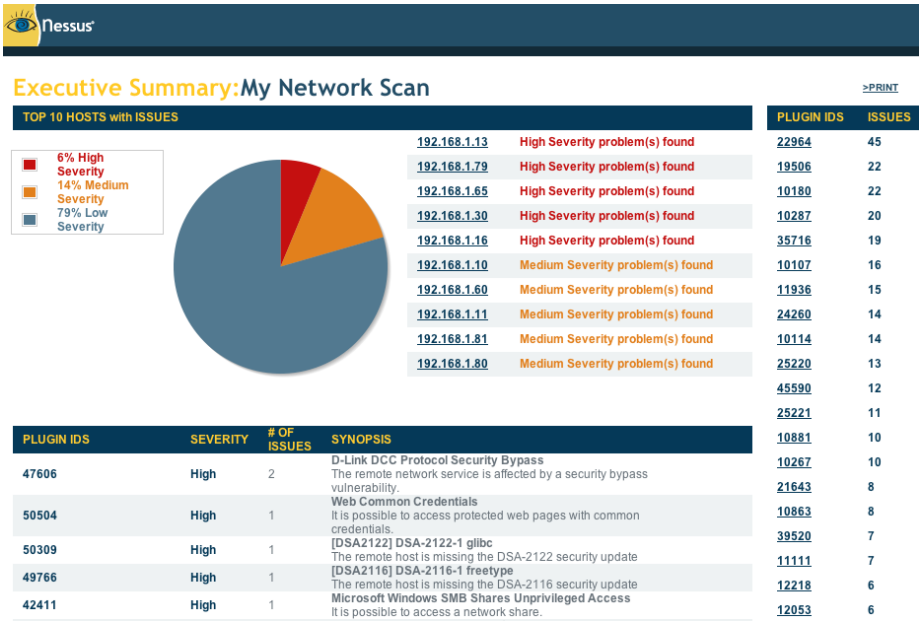 Nessus®
Executive Summary:My Network Scan
>PRINT
TOP 10 HOSTS with ISSUES
6% High
Severity
14% Medium
Severity
79% Low
Severity
192.168.1.13 High Severity problem(s) found
192.168.1.79 High Severity problem(s) found
192.168.1.65 High Severity problem(s) found
192.168.1.30 High Severity problem(s) found
192.168.1.16 High Severity problem(s) found
192.168.1.10 Medium Severity problem(s) found
192.168.1.60 Medium Severity problem(s) found
192.168.1.11 Medium Severity problem(s) found
192.168.1.81 Medium Severity problem(s) found
192.168.1.80 Medium Severity problem(s) found
PLUGIN IDS SEVERITY # OF ISSUES SYNOPSIS
47606 High 2 D-Link DCC Protocol Security Bypass
The remote network service is affected by a security bypass
vulnerability.
50504 High 1 Web Common Credentials
It is possible to access protected web pages with common
credentials.
50309 High 1 [DSA2122] DSA-2122-1 glibc
The remote host is missing the DSA-2122 security update
49766 High 1 [DSA2116] DSA-2116-1 freetype
The remote host is missing the DSA-2116 security update
42411 High 1 Microsoft Windows SMB Shares Unprivileged Access
It is possible to access a network share.
PLUGIN IDS ISSUES
22964 45
19506 22
10180 22
10287 20
35716 19
10107 16
11936 15
24260 14
10114 14
25220 13
45590 12
25221 11
10881 10
10267 10
21643 8
10863 8
39520 7
11111 7
12218 6
12053 6